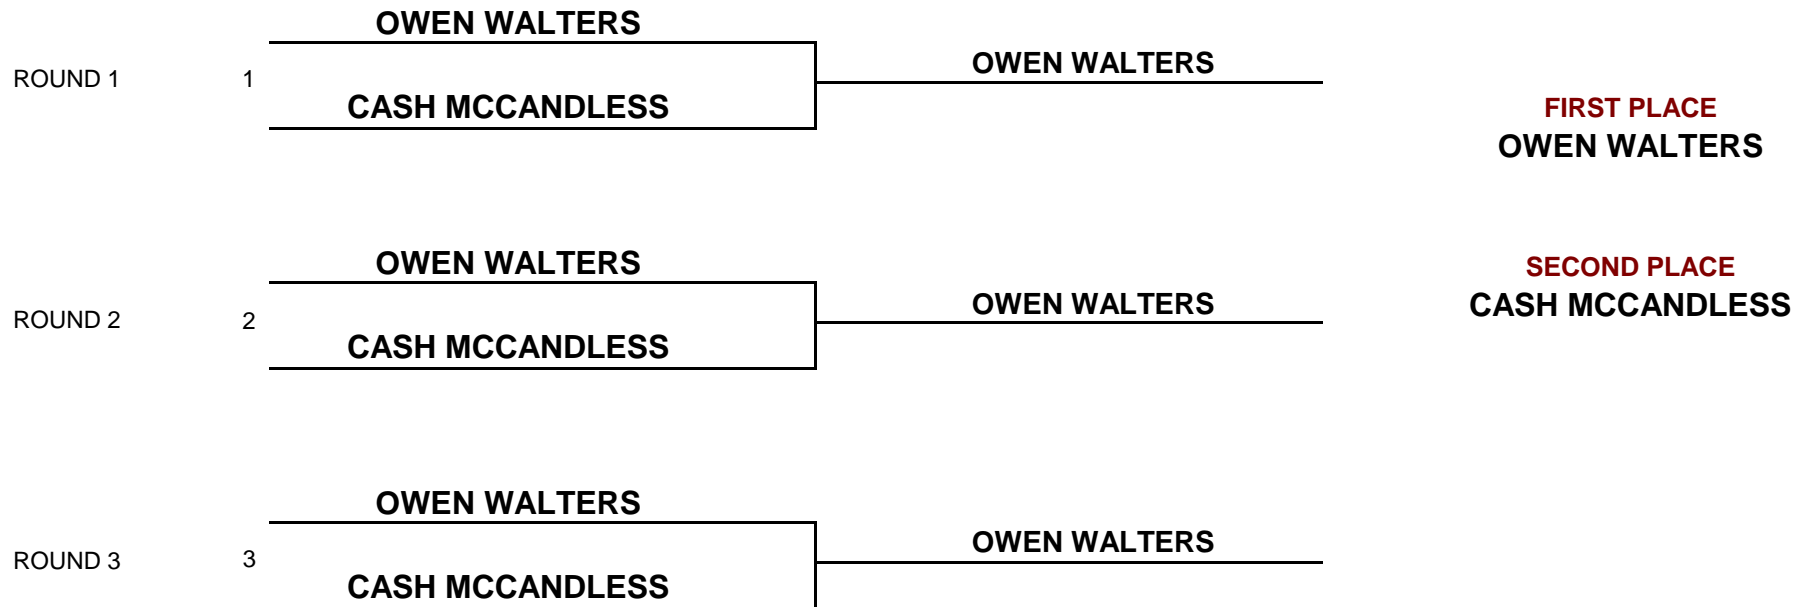 OWEN WALTERS
ROUND 1 1 OWEN WALTERS
CASH MCCANDLESS
FIRST PLACE
OWEN WALTERS
OWEN WALTERS
SECOND PLACE
ROUND 2 2 OWEN WALTERS
CASH MCCANDLESS
CASH MCCANDLESS
OWEN WALTERS
ROUND 3 3 OWEN WALTERS
CASH MCCANDLESS